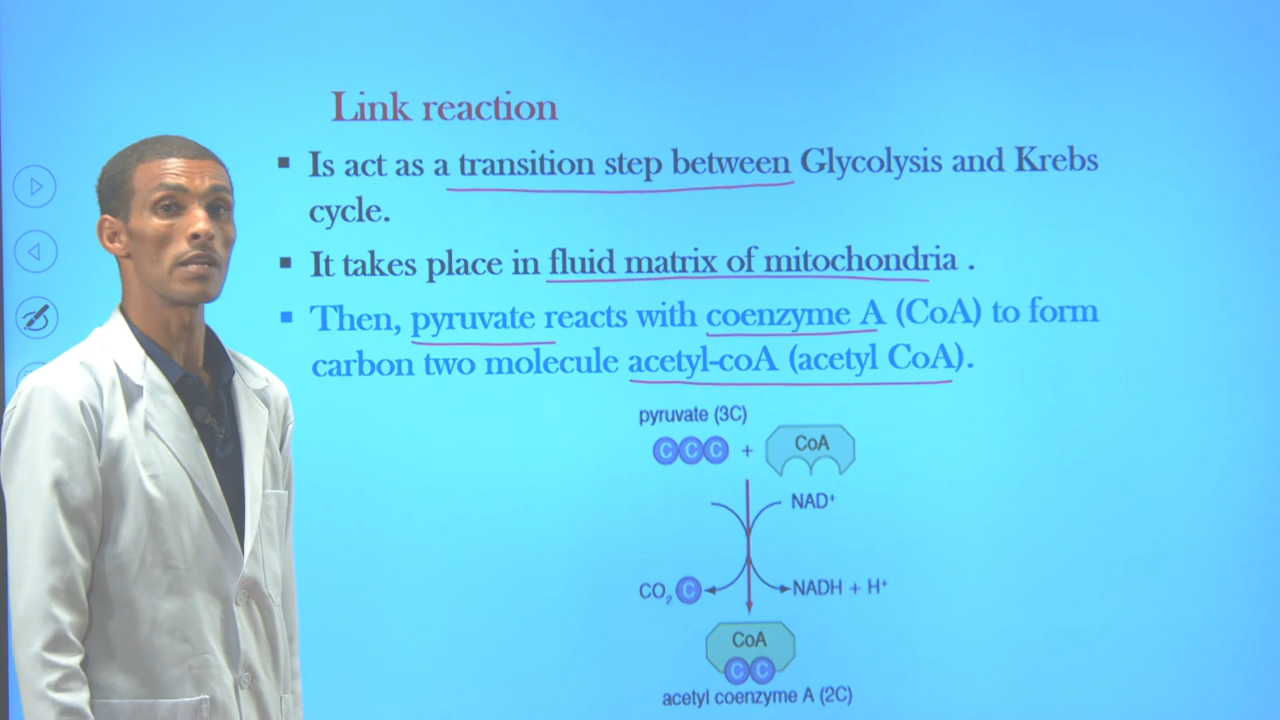 Link reaction
▪ Is act as a transition step between Glycolysis and Krebs
cycle.
▪ It takes place in fluid matrix of mitochondria .
▪ Then, pyruvate reacts with coenzyme A (CoA) to form
carbon two molecule acetyl-coA (acetyl CoA).
pyruvate (3C)
CCC + CoA
NAD⁺
CO₂ C NADH + H⁺
CoA
CC
acetyl coenzyme A (2C)